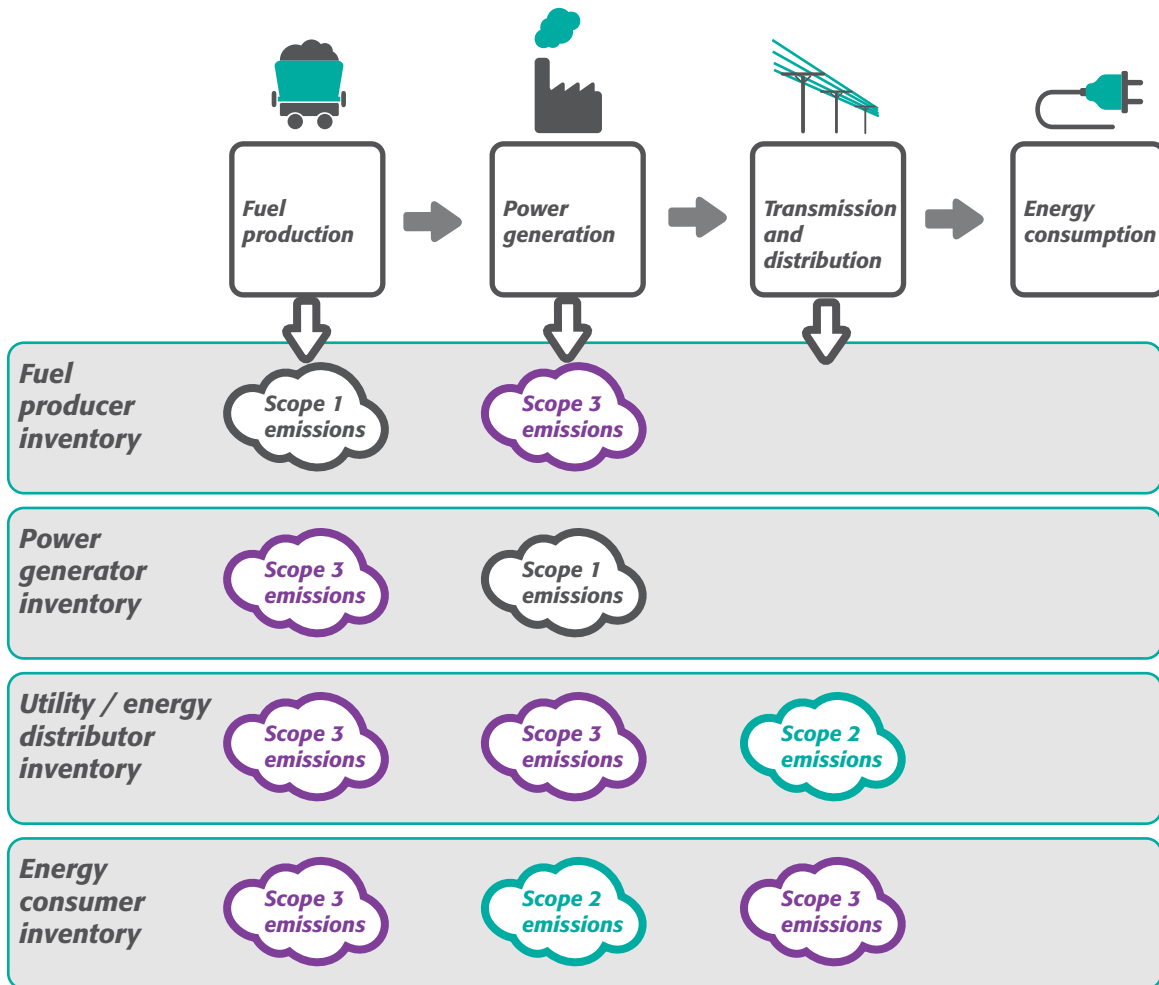 Fuel
production
Power
generation
Transmission
and
distribution
Energy
consumption
Fuel
producer
inventory
Scope 1
emissions
Scope 3
emissions
Power
generator
inventory
Scope 3
emissions
Scope 1
emissions
Utility / energy
distributor
inventory
Scope 3
emissions
Scope 3
emissions
Scope 2
emissions
Energy
consumer
inventory
Scope 3
emissions
Scope 2
emissions
Scope 3
emissions